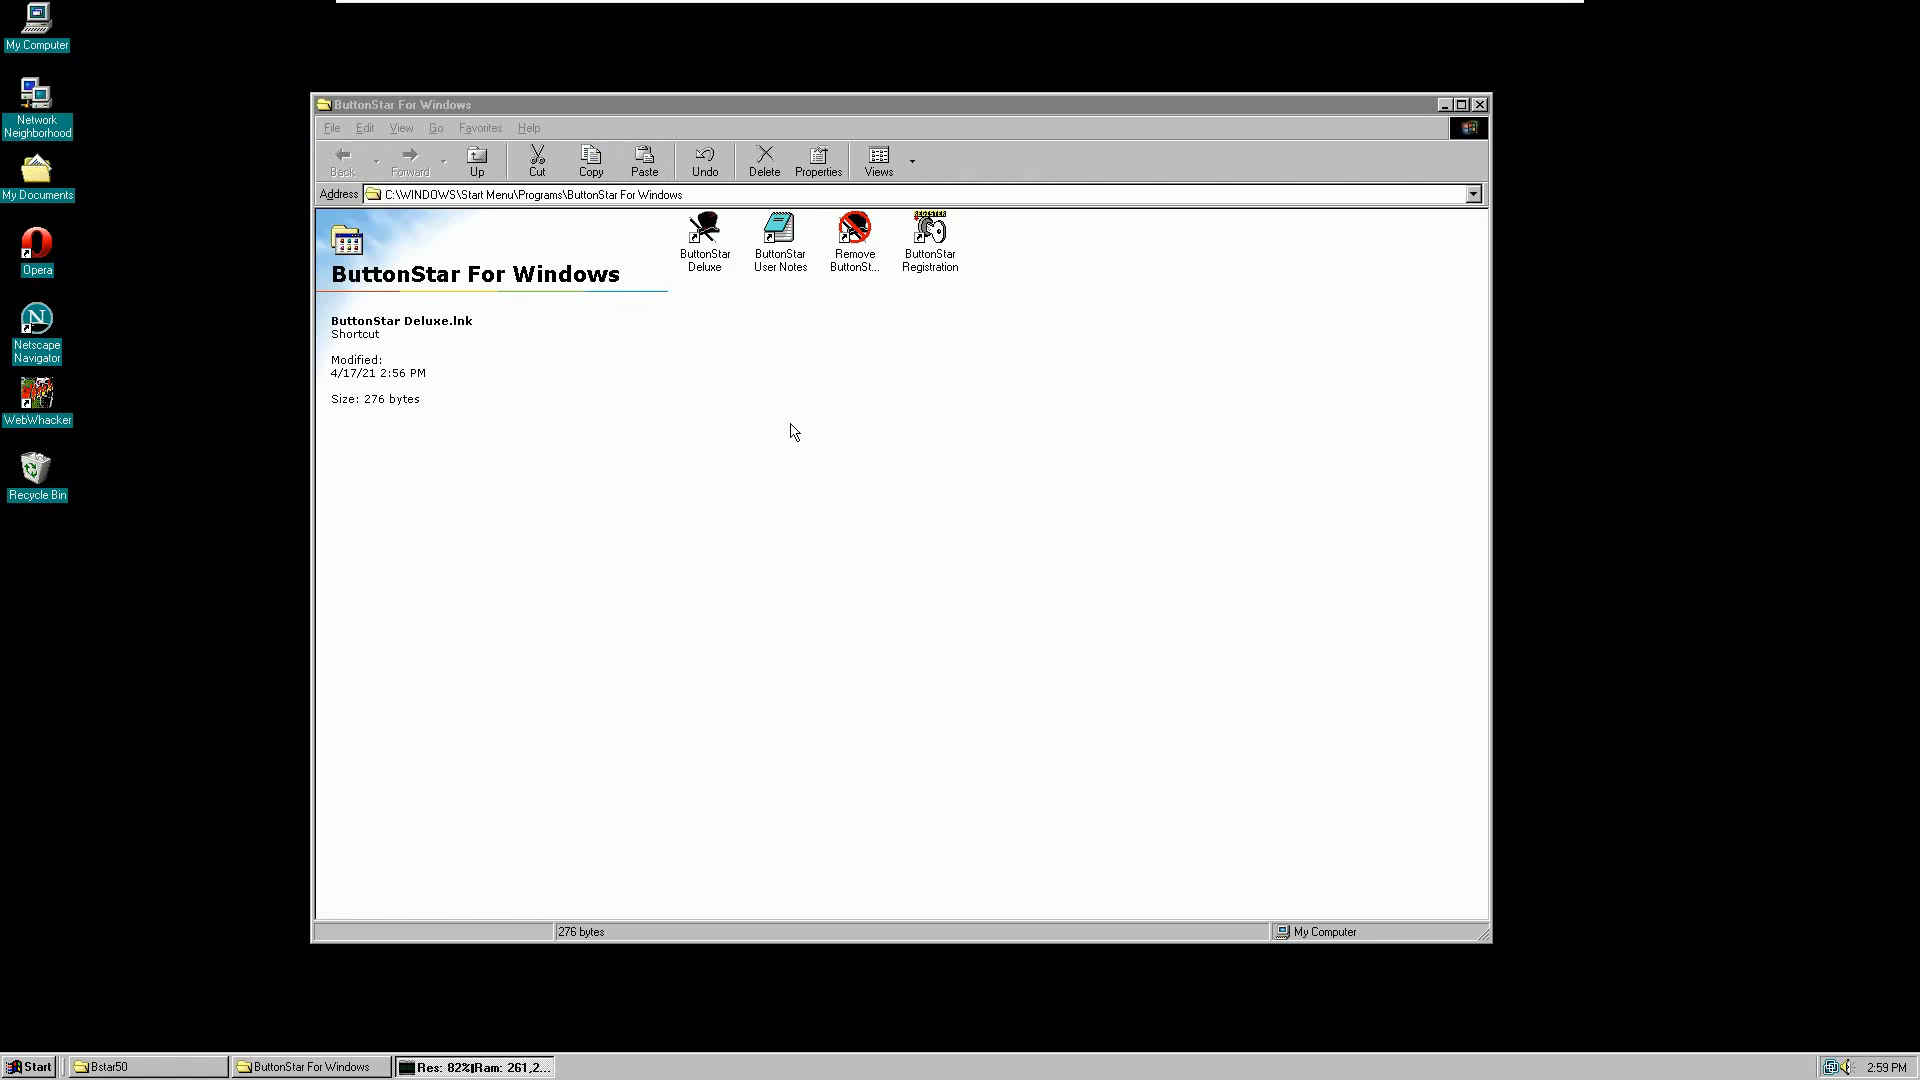 My Computer
Network
Neighborhood
My Documents
Opera
Netscape
Navigator
WebWhacker
Recycle Bin
ButtonStar For Windows
File Edit View Go Favorites Help
Back Forward Up Cut Copy Paste Undo Delete Properties Views
Address C:\WINDOWS\Start Menu\Programs\ButtonStar For Windows
ButtonStar For Windows
ButtonStar Deluxe.lnk
Shortcut
Modified:
4/17/21 2:56 PM
Size: 276 bytes
ButtonStar
Deluxe
ButtonStar
User Notes
Remove
ButtonSt...
REGISTER
ButtonStar
Registration
276 bytes
My Computer
Start Bstar50 ButtonStar For Windows Res: 82%|Ram: 261,2... 2:59 PM